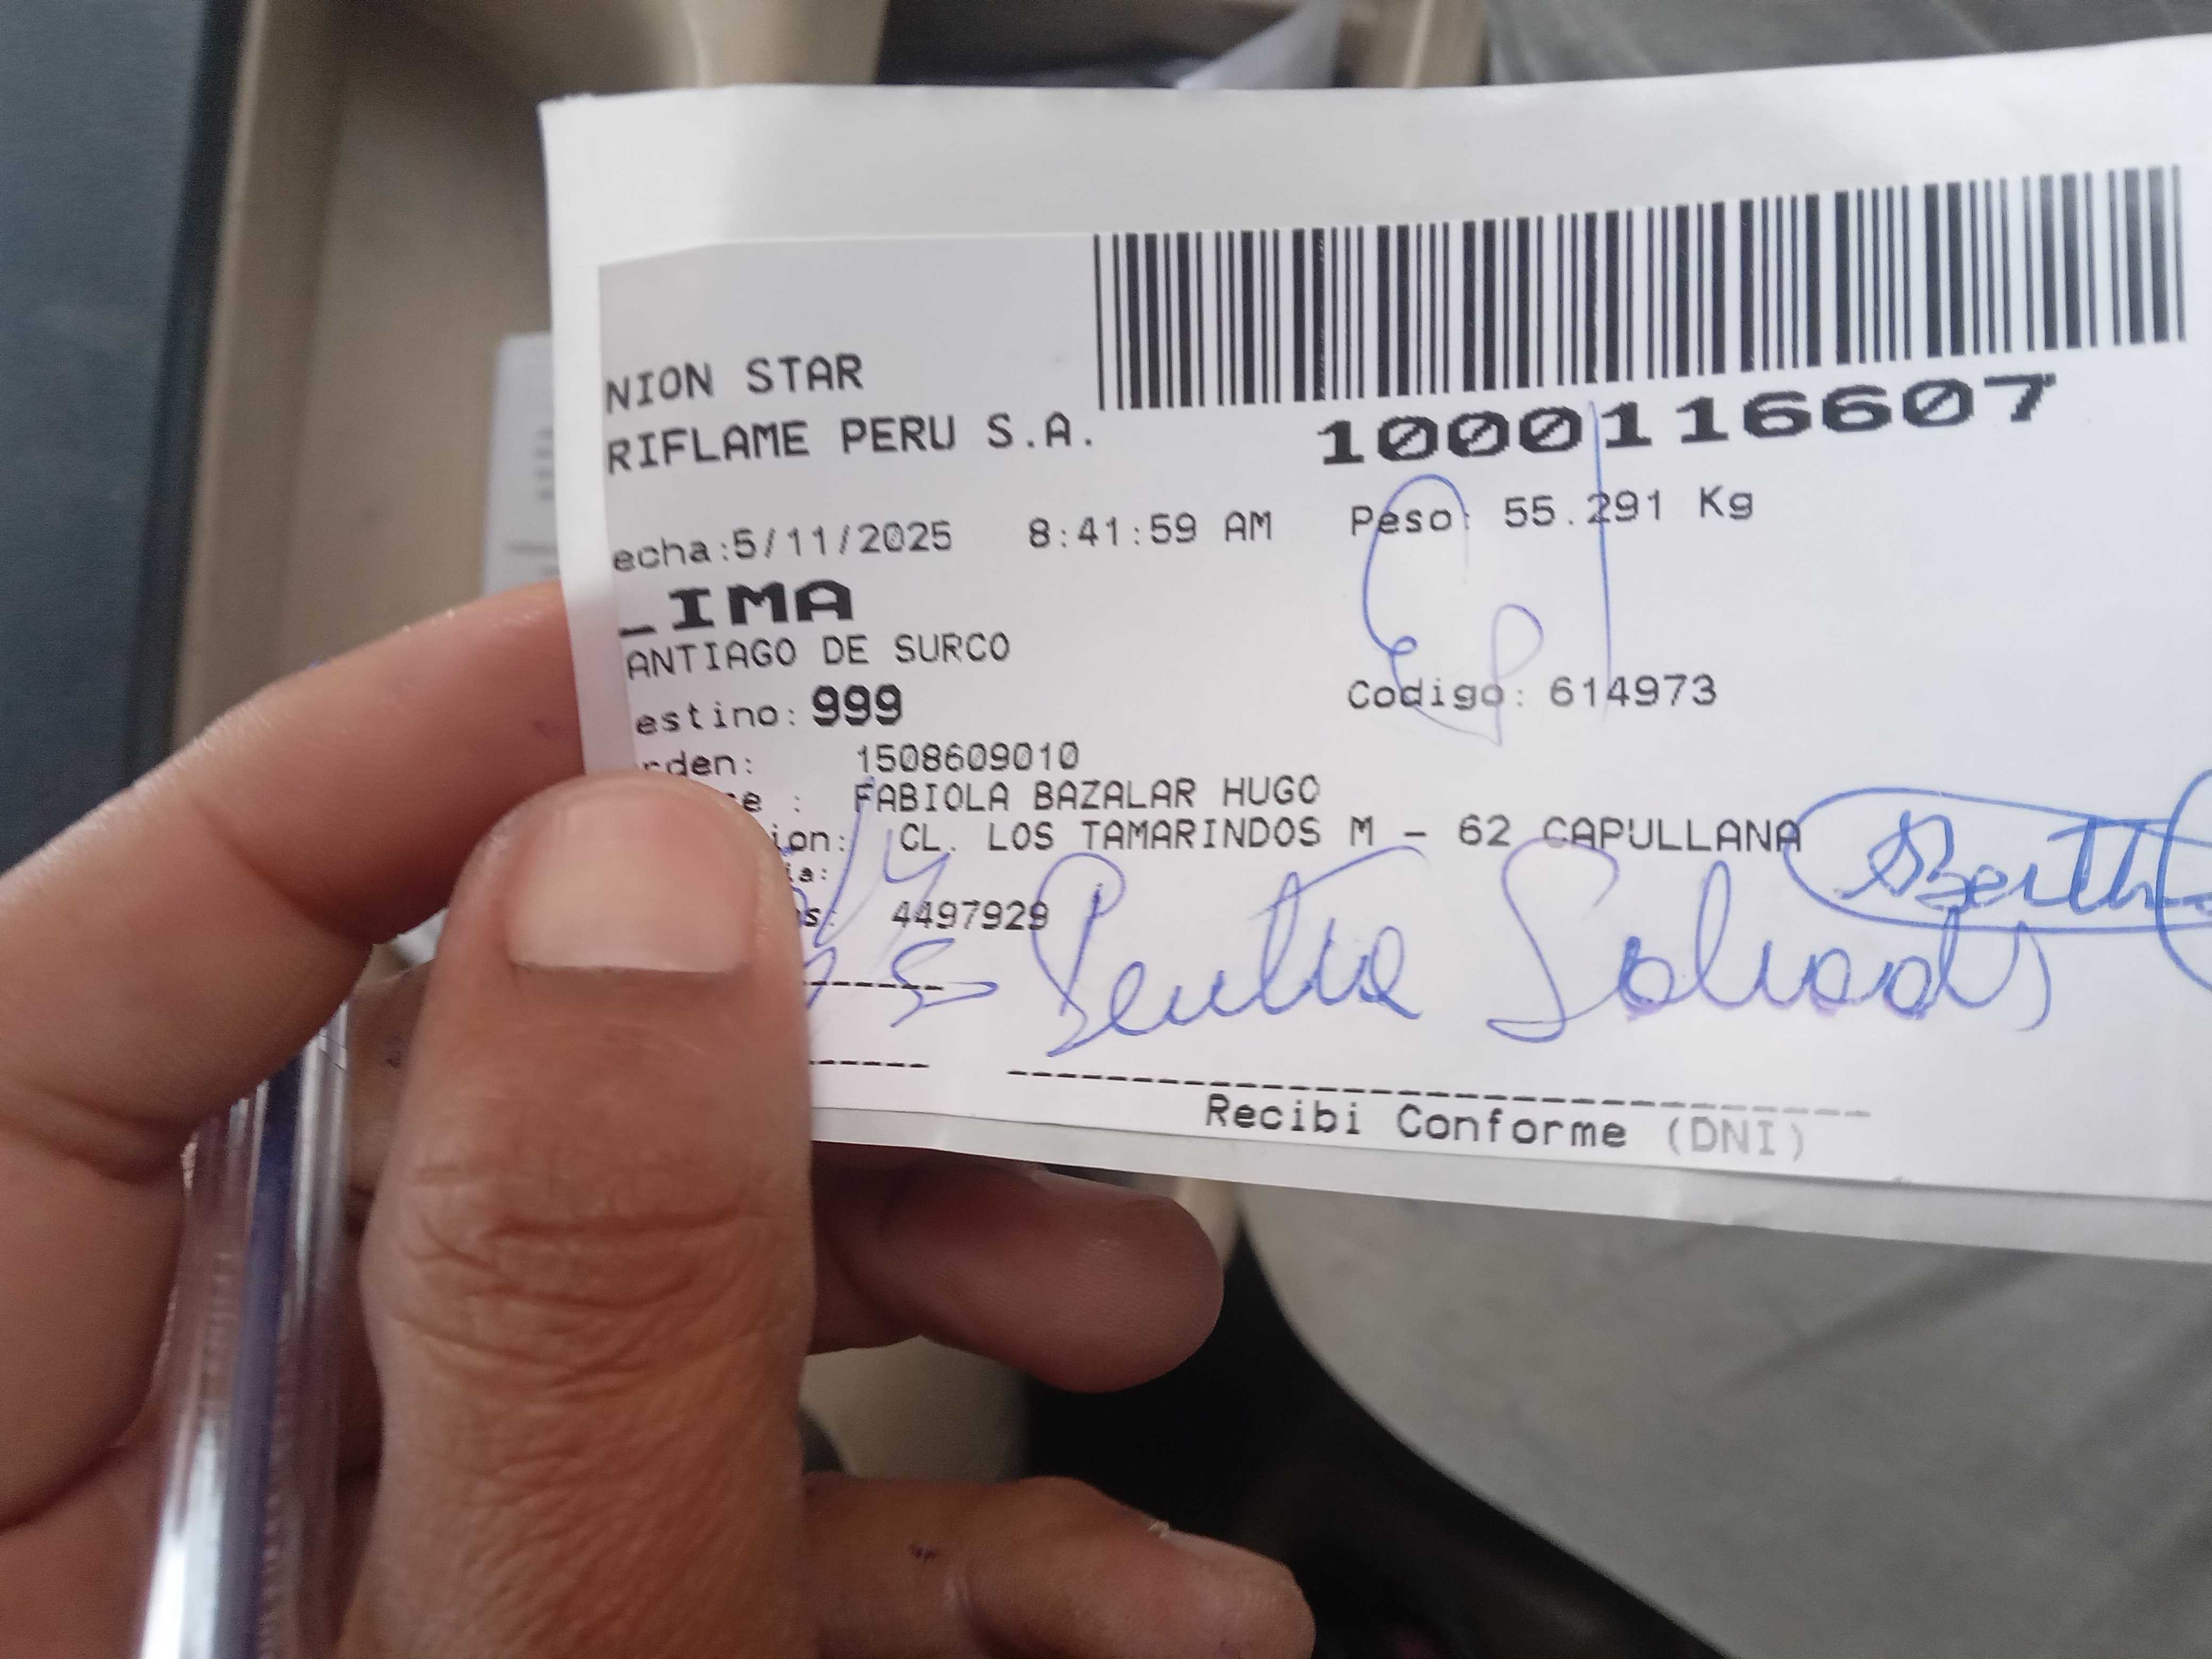 NION STAR
RIFLAME PERU S.A.
1000116607
echa:5/11/2025 8:41:59 AM Peso: 55.291 Kg
_IMA
ANTIAGO DE SURCO
estino: 999 Codigo: 614973
rden: 1508609010
e : FABIOLA BAZALAR HUGO
ion: CL. LOS TAMARINDOS M - 62 CAPULLANA
ia:
s: 4497929
Recibi Conforme (DNI)